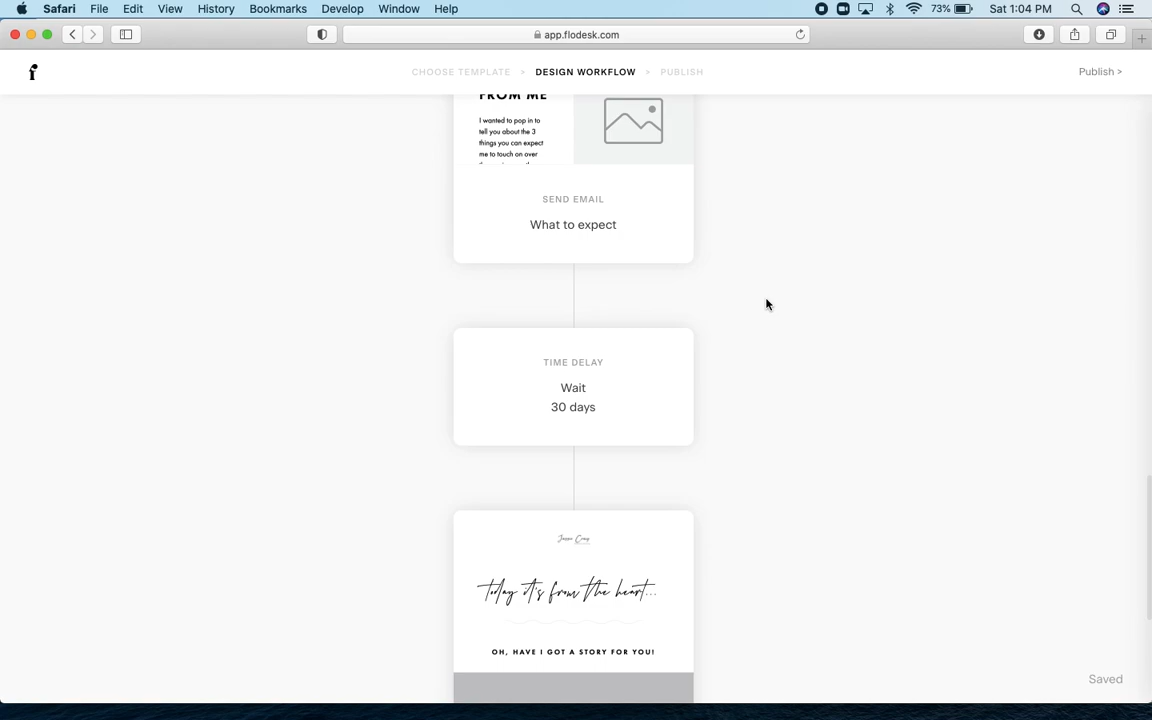 Safari File Edit View History Bookmarks Develop Window Help 73% Sat 1:04 PM
app.flodesk.com
f CHOOSE TEMPLATE > DESIGN WORKFLOW > PUBLISH Publish >
FROM ME
I wanted to pop in to
tell you about the 3
things you can expect
me to touch on over
SEND EMAIL
What to expect
TIME DELAY
Wait
30 days
today it's from the heart...
OH, HAVE I GOT A STORY FOR YOU!
Saved